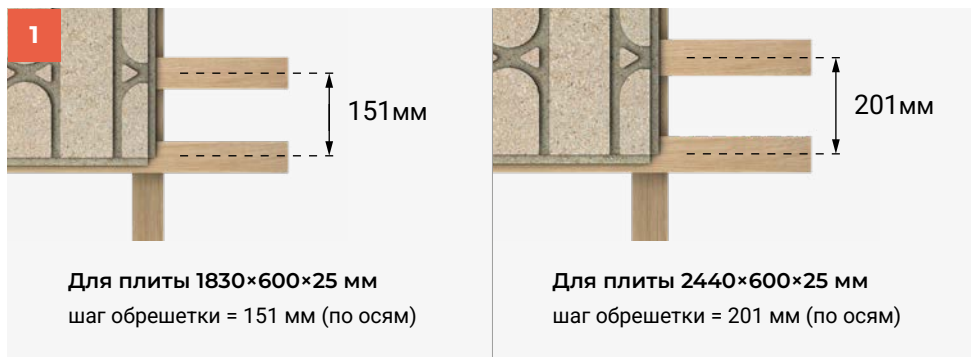 1
151мм
201мм
Для плиты 1830×600×25 мм
шаг обрешетки = 151 мм (по осям)
Для плиты 2440×600×25 мм
шаг обрешетки = 201 мм (по осям)